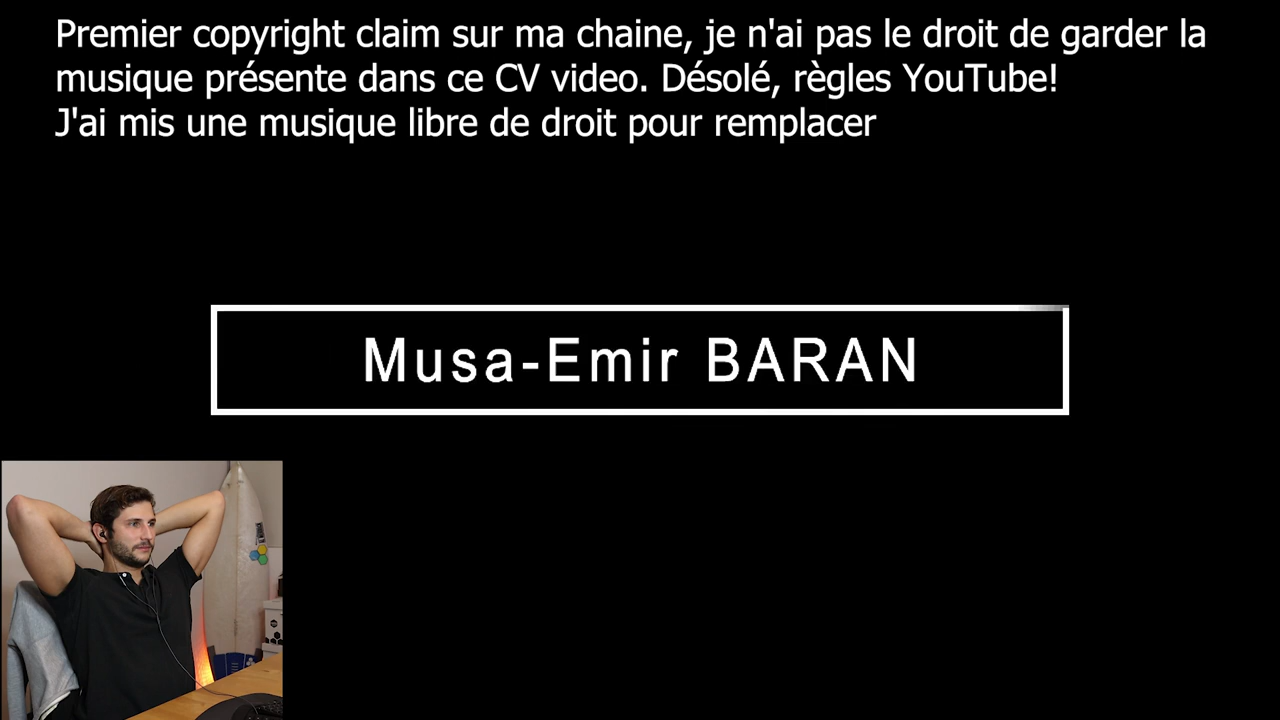 Premier copyright claim sur ma chaine, je n'ai pas le droit de garder la
musique présente dans ce CV video. Désolé, règles YouTube!
J'ai mis une musique libre de droit pour remplacer
Musa-Emir BARAN